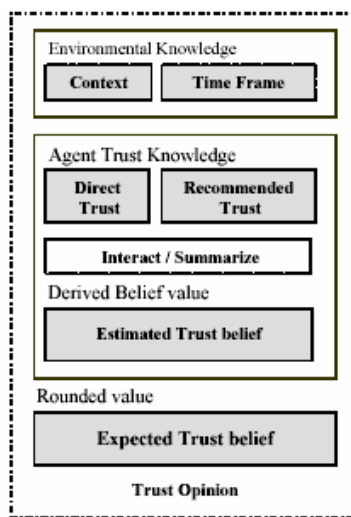 Environmental Knowledge
Context Time Frame
Agent Trust Knowledge
Direct Recommended
Trust Trust
Interact / Summarize
Derived Belief value
Estimated Trust belief
Rounded value
Expected Trust belief
Trust Opinion